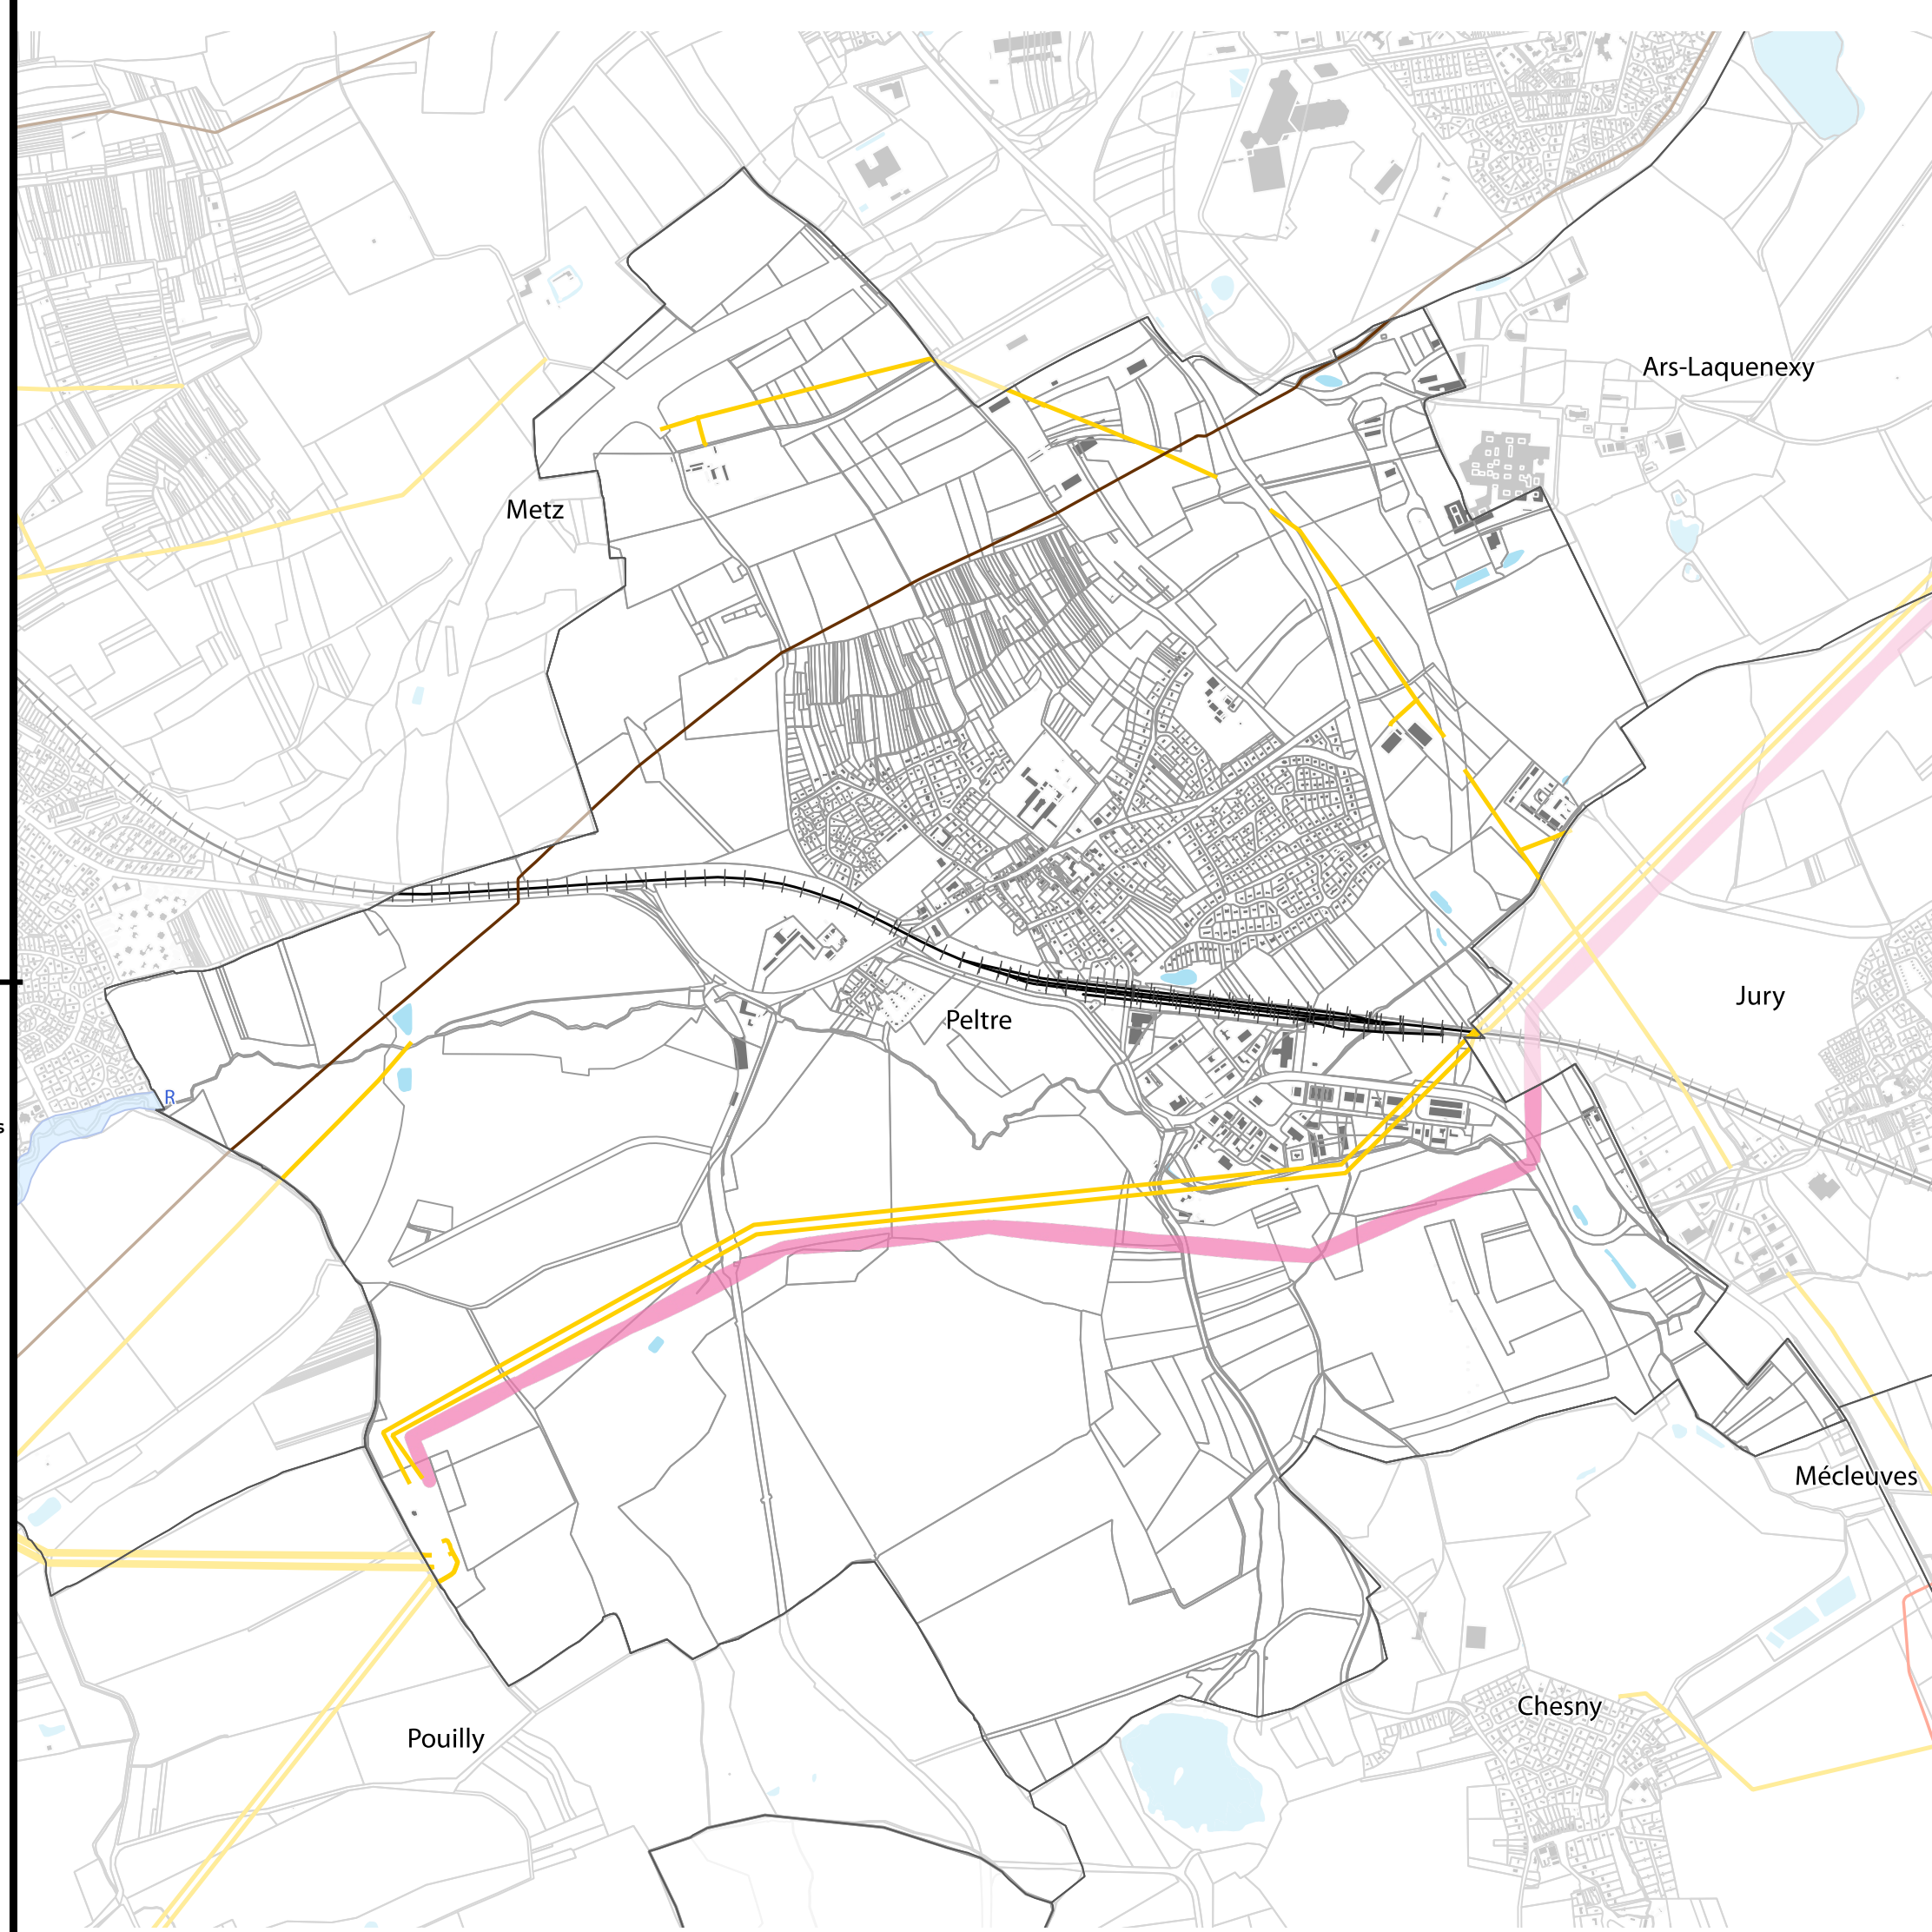 Ars-Laquenexy
Metz
Jury
Peltre
R
s
Mécleuves
Chesny
Pouilly